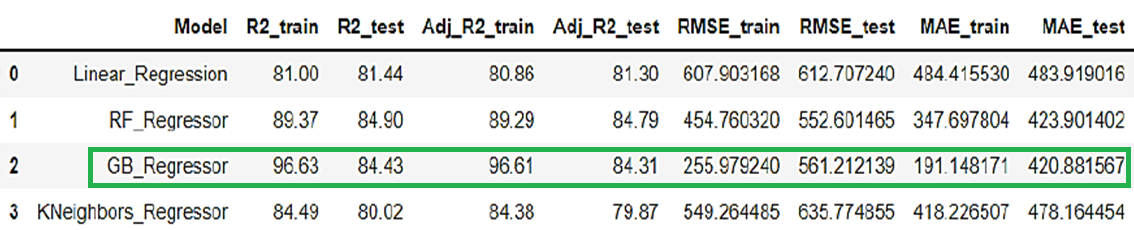 Model R2_train R2_test Adj_R2_train Adj_R2_test RMSE_train RMSE_test MAE_train MAE_test
0 Linear_Regression 81.00 81.44 80.86 81.30 607.903168 612.707240 484.415530 483.919016
1 RF_Regressor 89.37 84.90 89.29 84.79 454.760320 552.601465 347.697804 423.901402
2 GB_Regressor 96.63 84.43 96.61 84.31 255.979240 561.212139 191.148171 420.881567
3 KNeighbors_Regressor 84.49 80.02 84.38 79.87 549.264485 635.774855 418.226507 478.164454